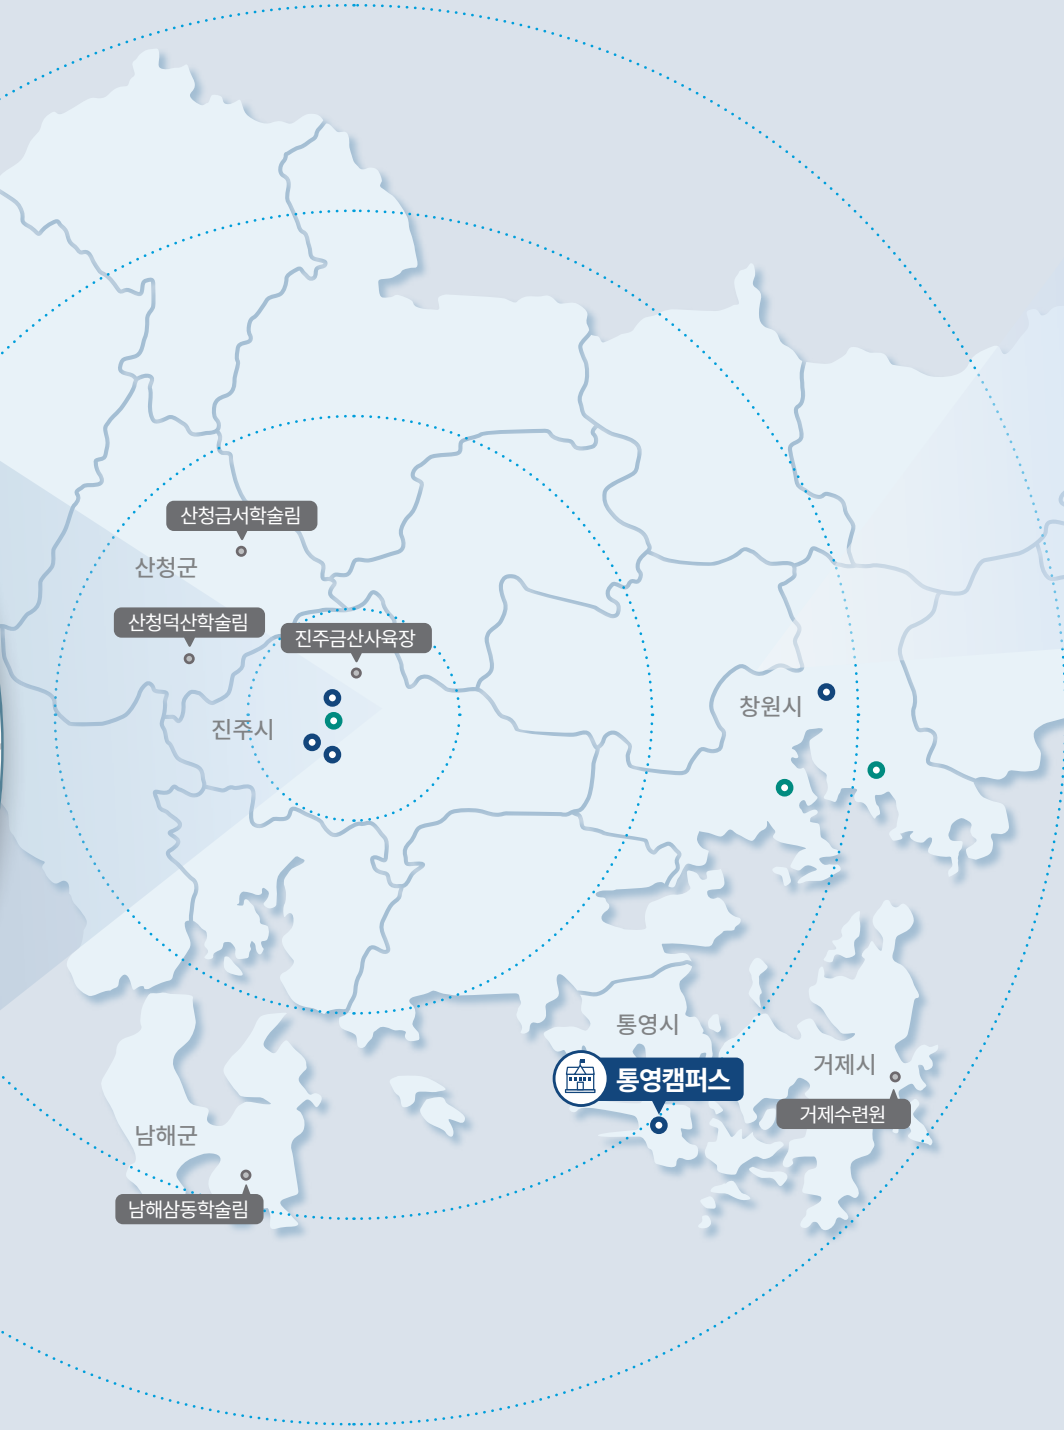 산청금서학술림
산청군
산청덕산학술림
진주금산사육장
진주시
창원시
통영시
통영캠퍼스
거제시
거제수련원
남해군
남해삼동학술림